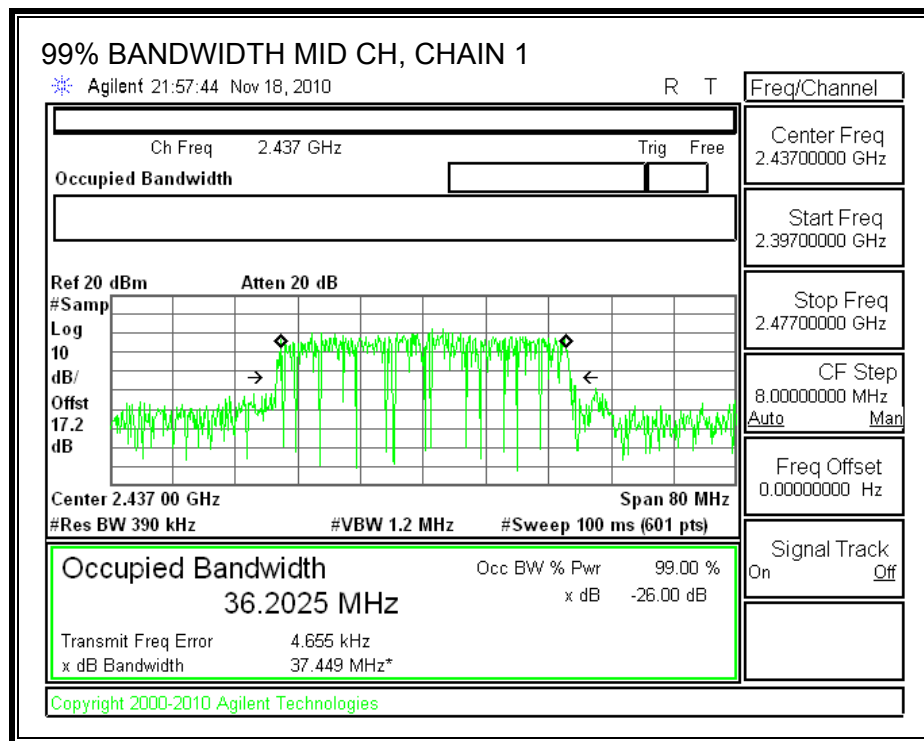 99% BANDWIDTH MID CH, CHAIN 1
Agilent 21:57:44 Nov 18, 2010 R T
Freq/Channel
Ch Freq 2.437 GHz Trig Free
Occupied Bandwidth
Center Freq
2.43700000 GHz
Start Freq
2.39700000 GHz
Stop Freq
2.47700000 GHz
CF Step
8.00000000 MHz
Auto Man
Freq Offset
0.00000000 Hz
Signal Track
On Off
Ref 20 dBm Atten 20 dB
#Samp
Log
10
dB/
Offst
17.2
dB
Center 2.437 00 GHz Span 80 MHz
#Res BW 390 kHz #VBW 1.2 MHz #Sweep 100 ms (601 pts)
Occupied Bandwidth
36.2025 MHz
Occ BW % Pwr 99.00 %
x dB -26.00 dB
Transmit Freq Error 4.655 kHz
x dB Bandwidth 37.449 MHz*
Copyright 2000-2010 Agilent Technologies